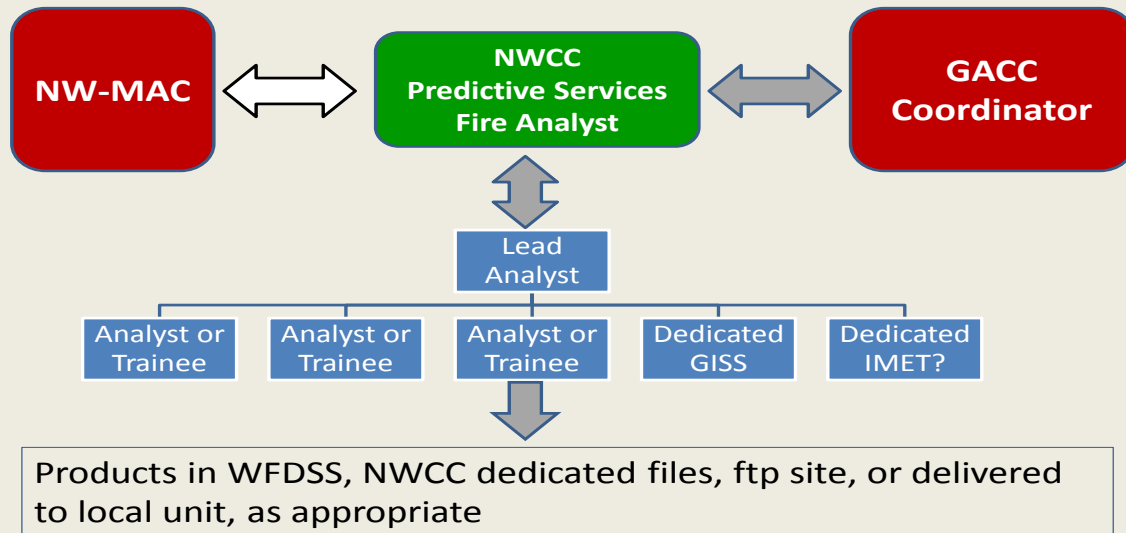 NW-MAC
NWCC
Predictive Services
Fire Analyst
GACC
Coordinator
Lead
Analyst
Analyst or
Trainee
Analyst or
Trainee
Analyst or
Trainee
Dedicated
GISS
Dedicated
IMET?
Products in WFDSS, NWCC dedicated files, ftp site, or delivered
to local unit, as appropriate